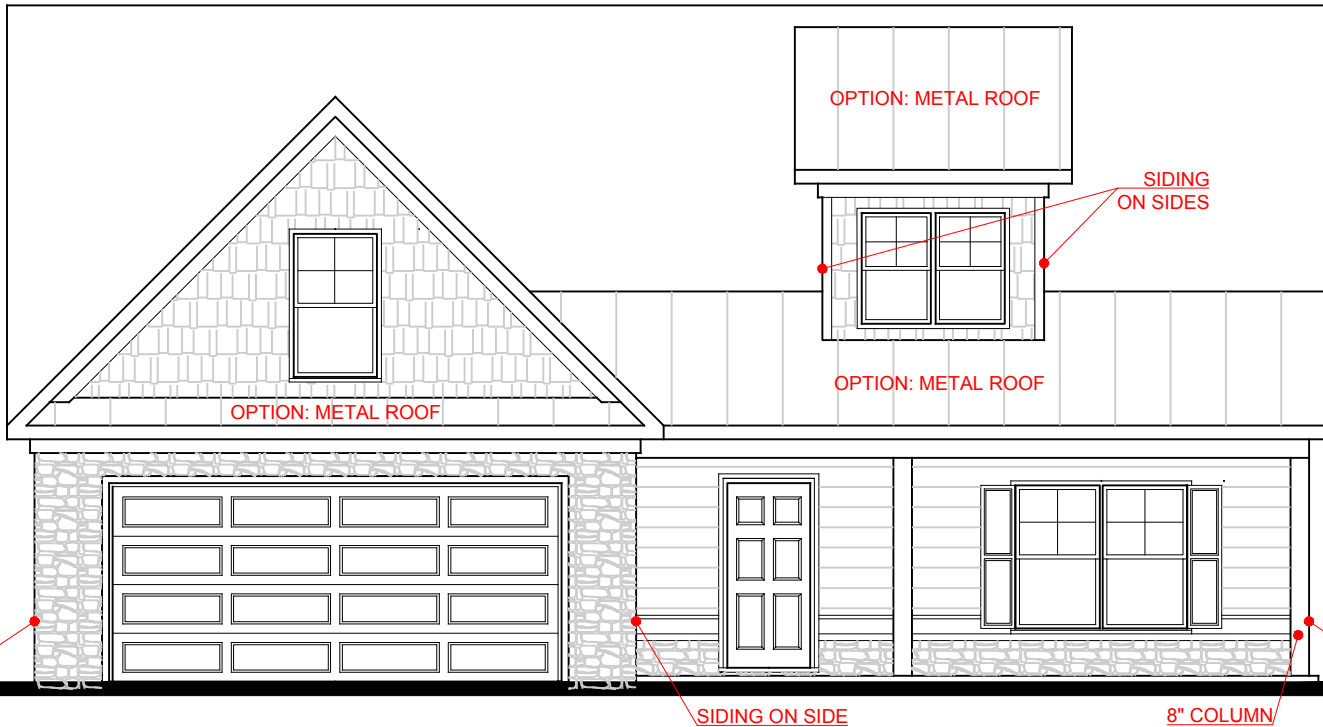 OPTION: METAL ROOF
SIDING
ON SIDES
OPTION: METAL ROOF
OPTION: METAL ROOF
SIDING ON SIDE
8" COLUMN